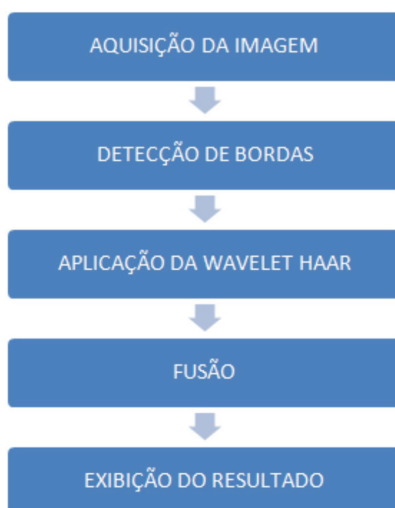 AQUISIÇÃO DA IMAGEM
DETECÇÃO DE BORDAS
APLICAÇÃO DA WAVELET HAAR
FUSÃO
EXIBIÇÃO DO RESULTADO